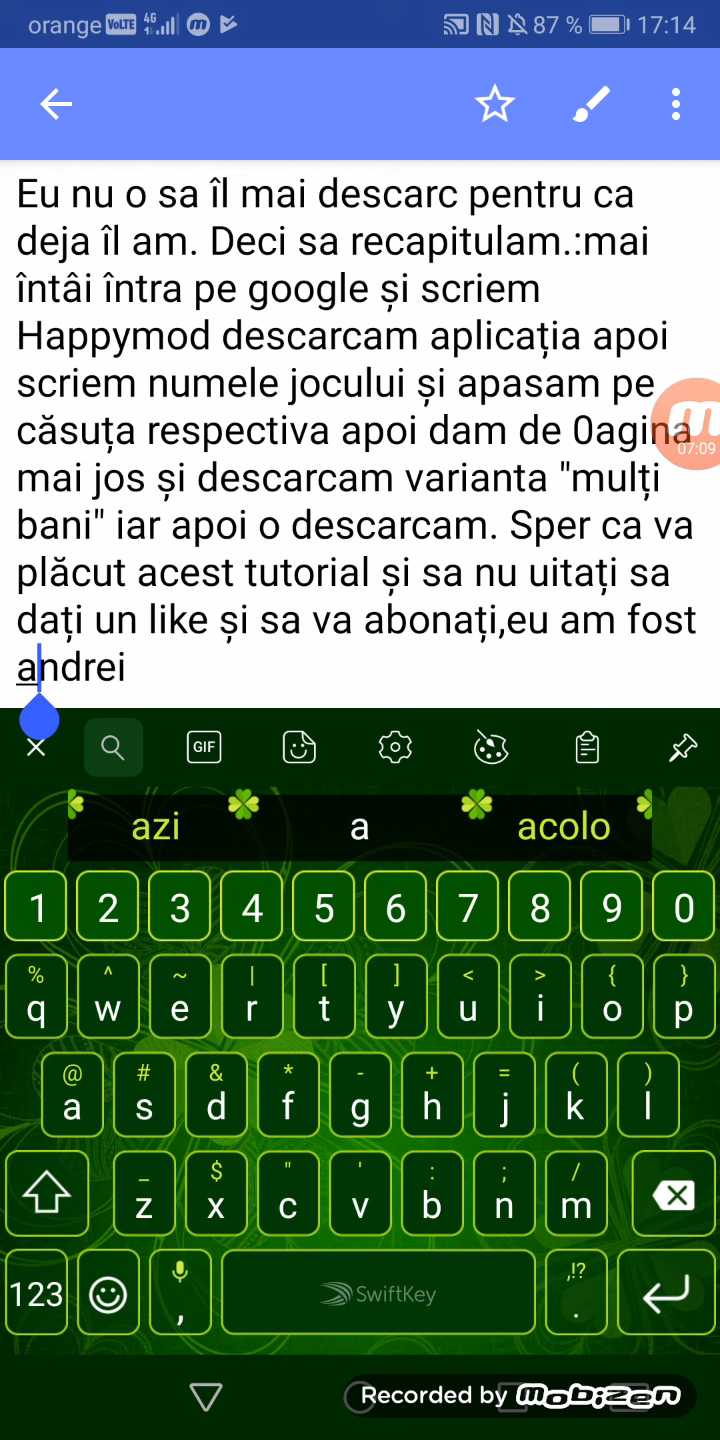 orange VoLTE 4G 87 % 17:14
Eu nu o sa îl mai descarc pentru ca
deja îl am. Deci sa recapitulam.:mai
întâi întra pe google și scriem
Happymod descarcam aplicația apoi
scriem numele jocului și apasam pe
căsuța respectiva apoi dam de 0agina
07:09
mai jos și descarcam varianta "mulți
bani" iar apoi o descarcam. Sper ca va
plăcut acest tutorial și sa nu uitați sa
dați un like și sa va abonați,eu am fost
andrei
GIF
azi a acolo
1 2 3 4 5 6 7 8 9 0
% ^ ~ | [ ] < > { }
q w e r t y u i o p
@ # & * - + = ( )
a s d f g h j k l
_ $ " ' : ; /
z x c v b n m
,!?
123 , SwiftKey .
Recorded by mobizen